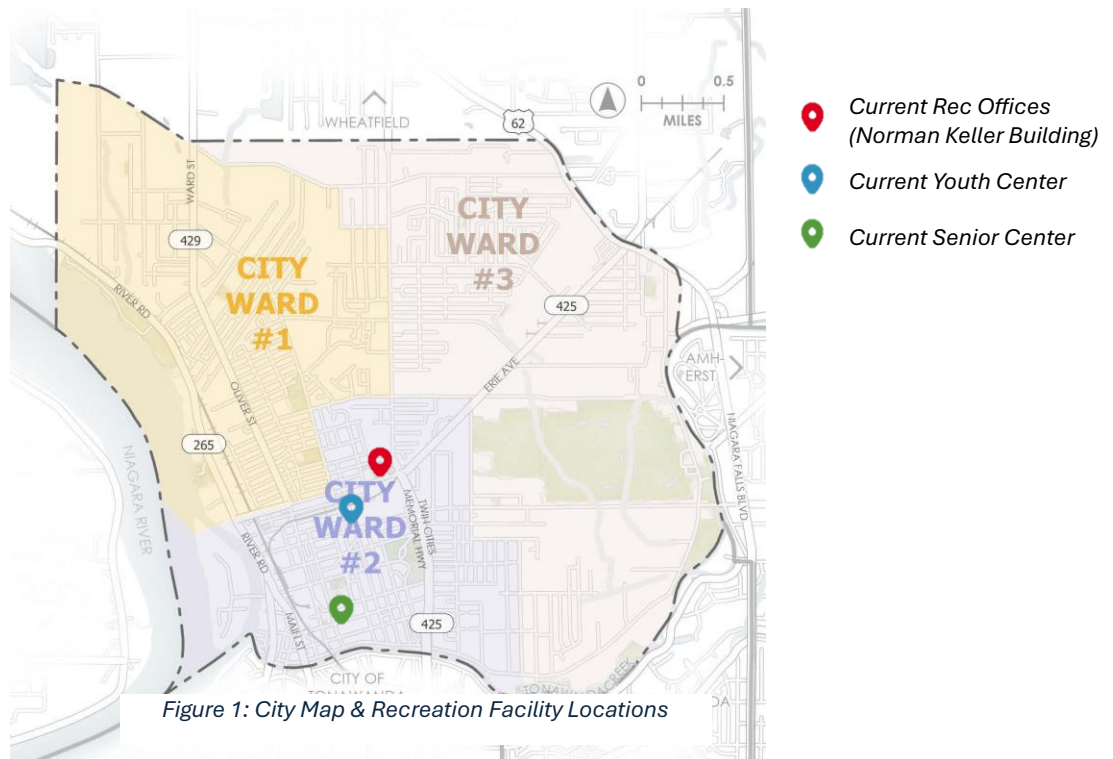 0 0.5
MILES
WHEATFIELD
62
WARD ST
429
CITY
WARD
#3
CITY
WARD
#1
425
RIVER RD
ERIE AVE
AMH-
ERST
OLIVER ST
265
NIAGARA FALLS BLVD
NIAGARA RIVER
CITY
WARD
#2
TWIN CITIES
MEMORIAL HWY
RIVER RD
MAIN ST
425
CITY OF
TONAWANDA
Current Rec Offices
(Norman Keller Building)
Current Youth Center
Current Senior Center
Figure 1: City Map & Recreation Facility Locations